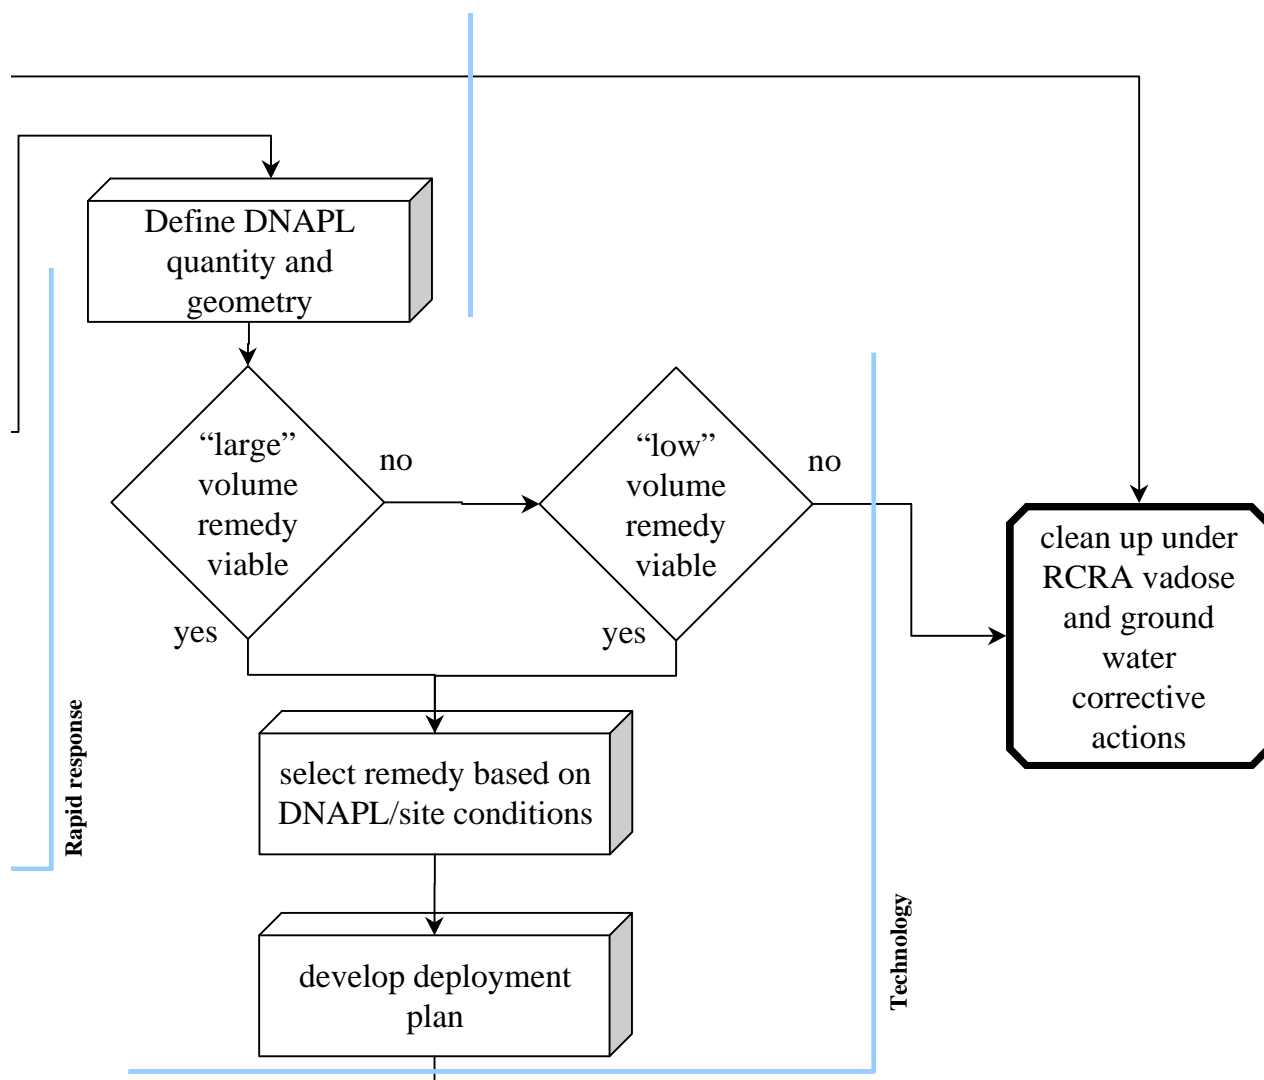 Define DNAPL
quantity and
geometry
“large”
volume
remedy
viable
no
yes
“low”
volume
remedy
viable
no
yes
clean up under
RCRA vadose
and ground
water
corrective
actions
select remedy based on
DNAPL/site conditions
develop deployment
plan
Rapid response
Technology